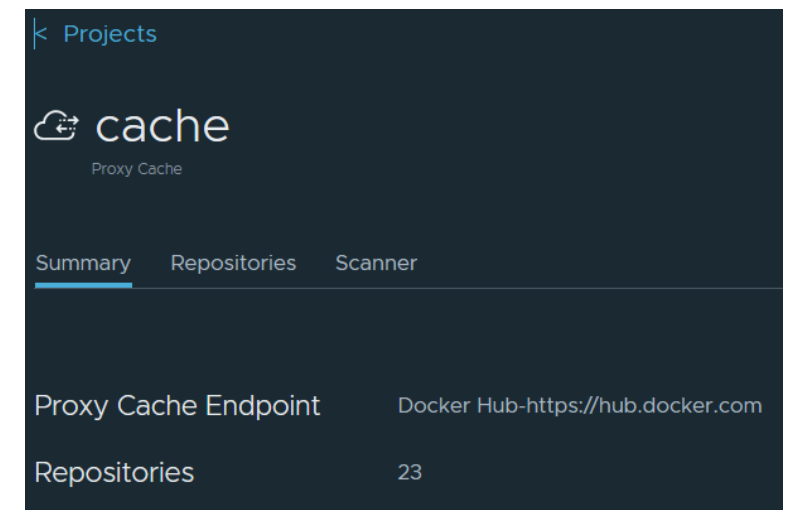 < Projects
cache
Proxy Cache
Summary Repositories Scanner
Proxy Cache Endpoint Docker Hub-https://hub.docker.com
Repositories 23